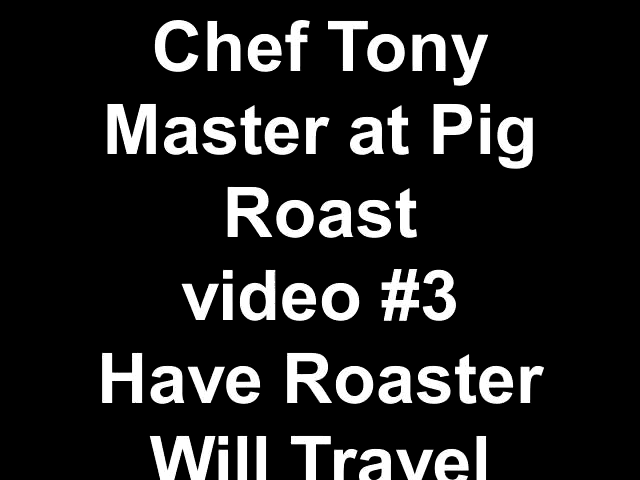 Chef Tony
Master at Pig
Roast
video #3
Have Roaster
Will Travel